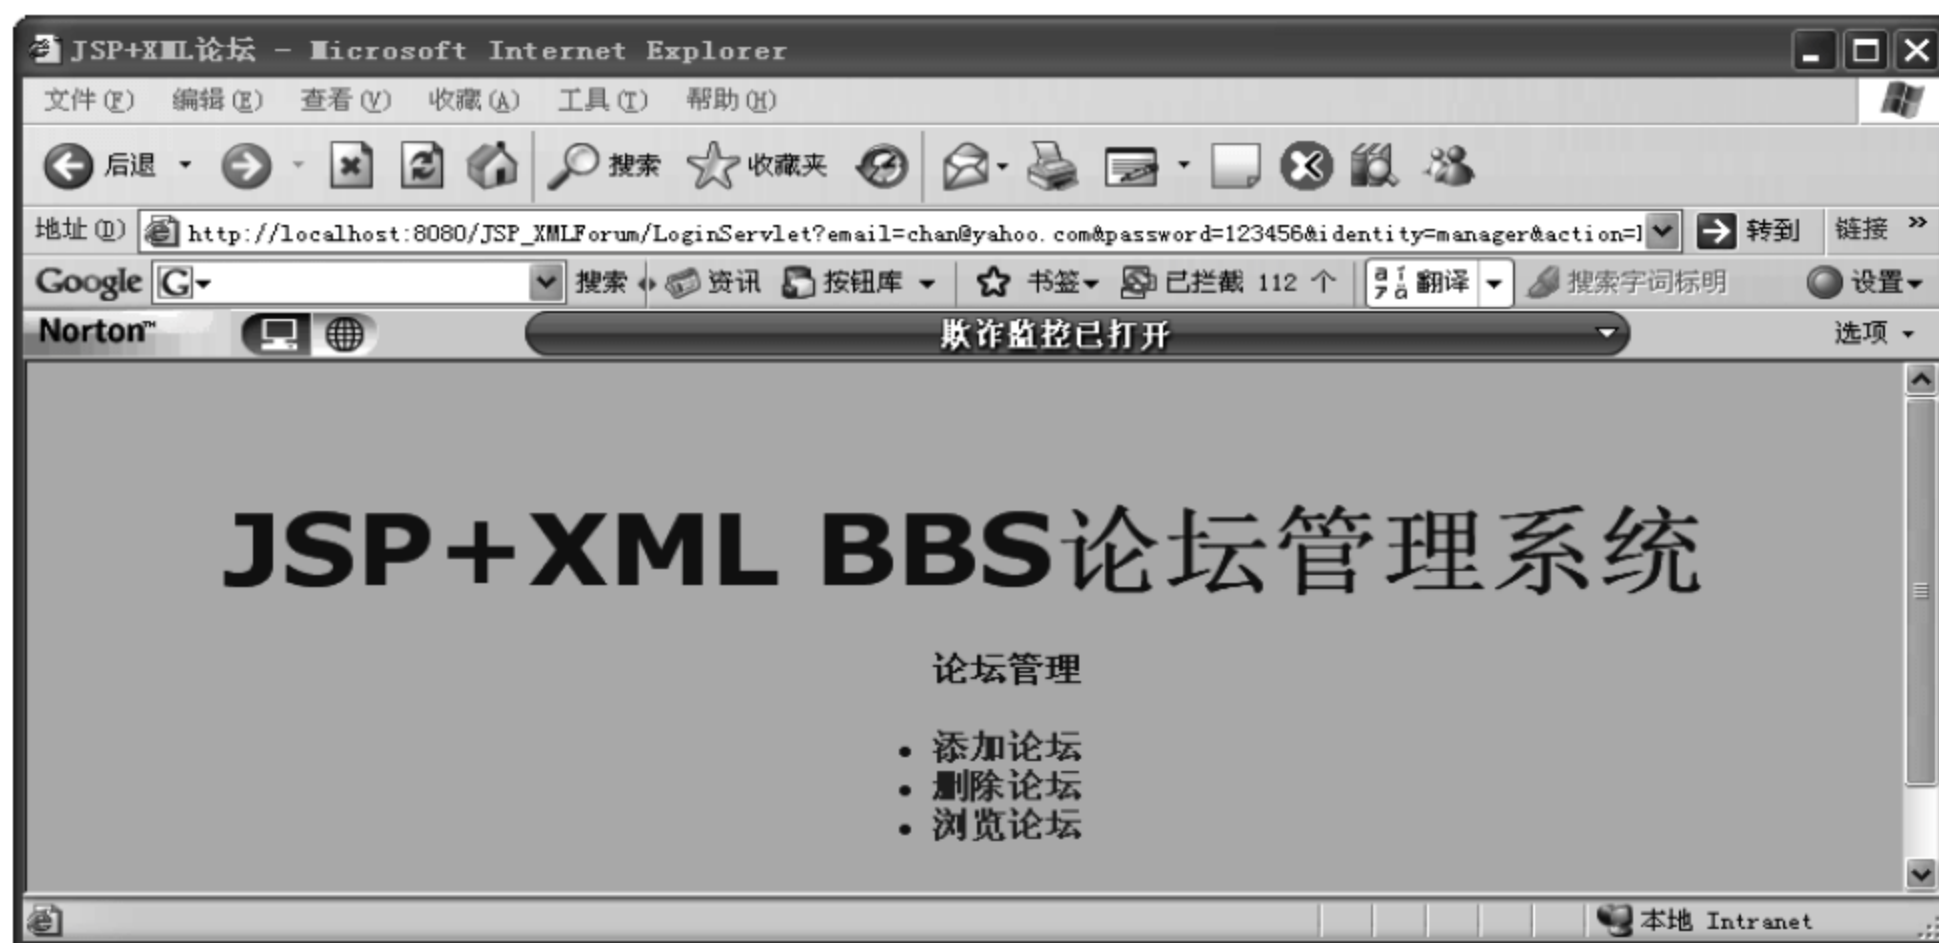 JSP+XML论坛 - Microsoft Internet Explorer
文件(F) 编辑(E) 查看(V) 收藏(A) 工具(T) 帮助(H)
后退 搜索 收藏夹
地址(D) http://localhost:8080/JSP_XMLForum/LoginServlet?email=chan@yahoo.com&password=123456&identity=manager&action= 转到 链接 »
Google G 搜索 资讯 按钮库 书签 已拦截 112 个 翻译 搜索字词标明 设置
Norton™ 欺诈监控已打开 选项
JSP+XML BBS论坛管理系统
论坛管理
• 添加论坛
• 删除论坛
• 浏览论坛
本地 Intranet